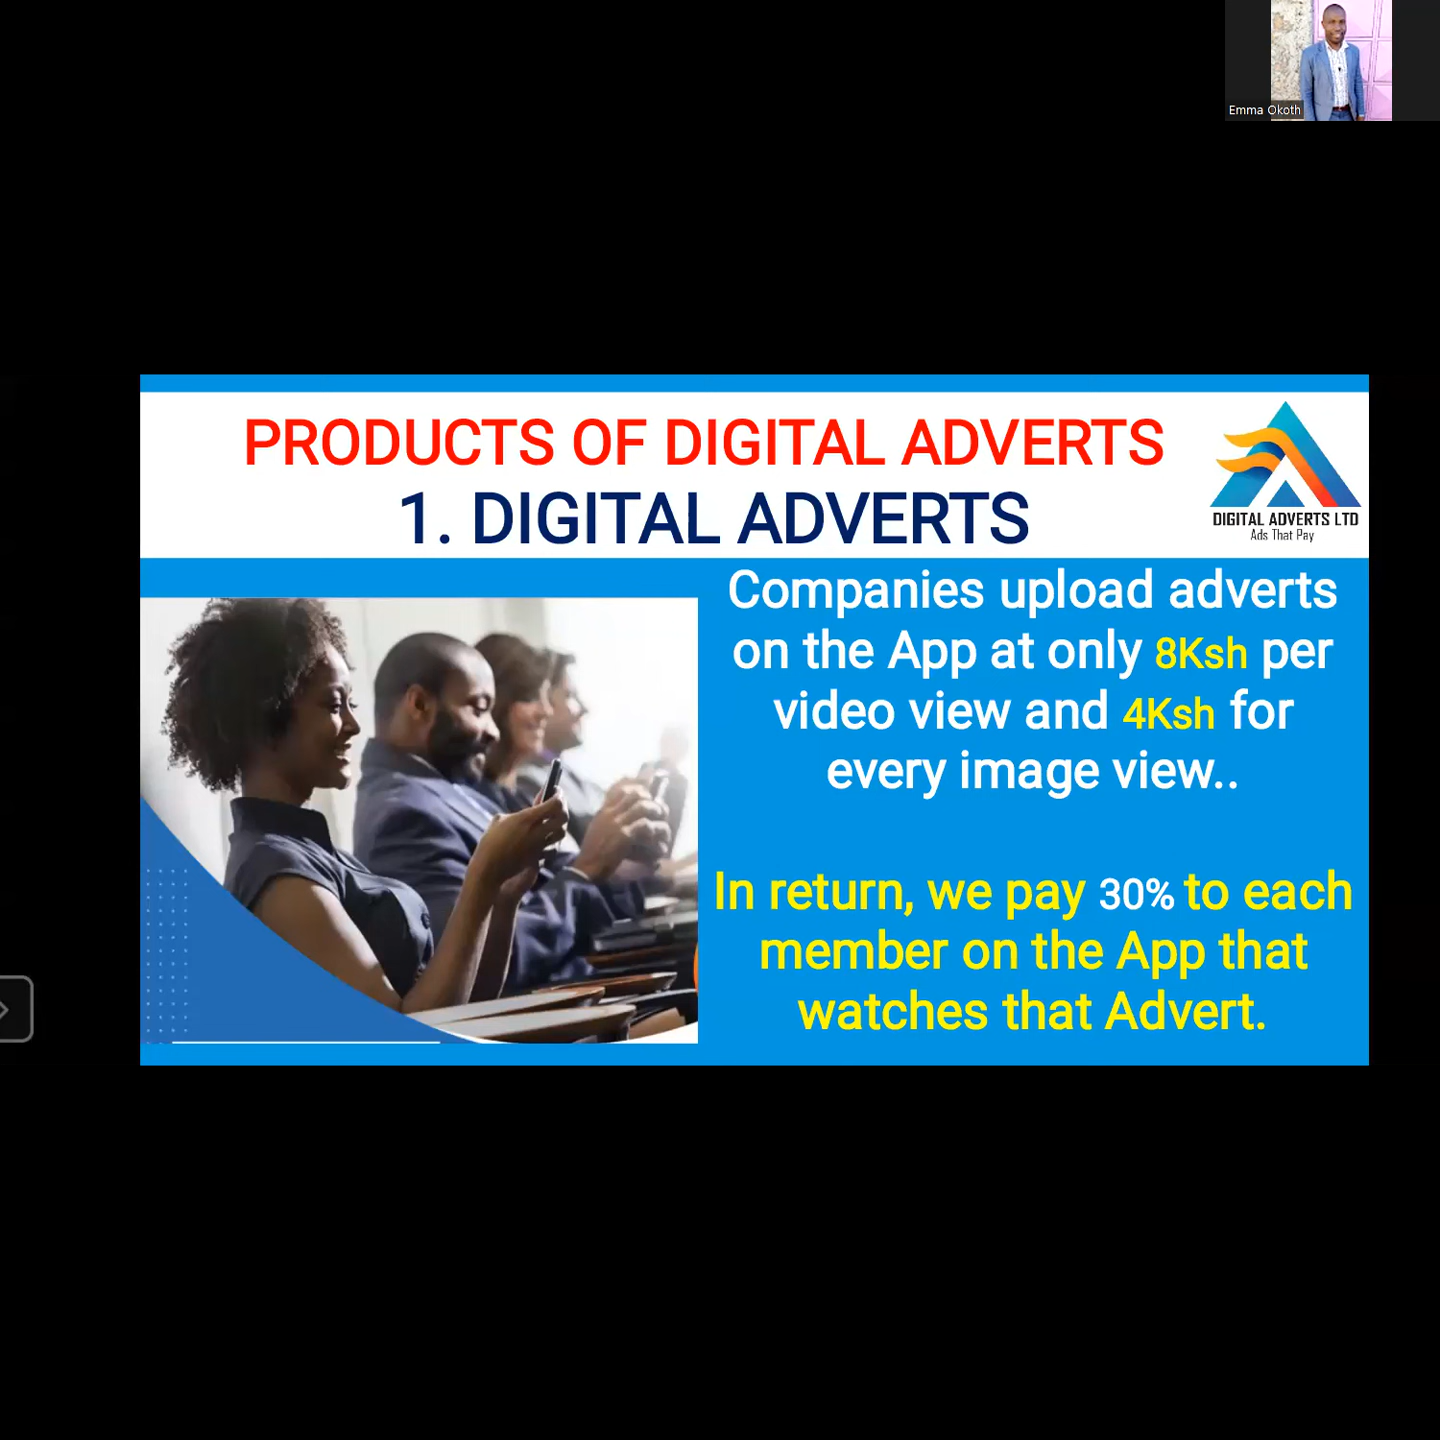 Emma Okoth
PRODUCTS OF DIGITAL ADVERTS
1. DIGITAL ADVERTS
DIGITAL ADVERTS LTD
Ads That Pay
Companies upload adverts
on the App at only 8Ksh per
video view and 4Ksh for
every image view..
In return, we pay 30% to each
member on the App that
watches that Advert.